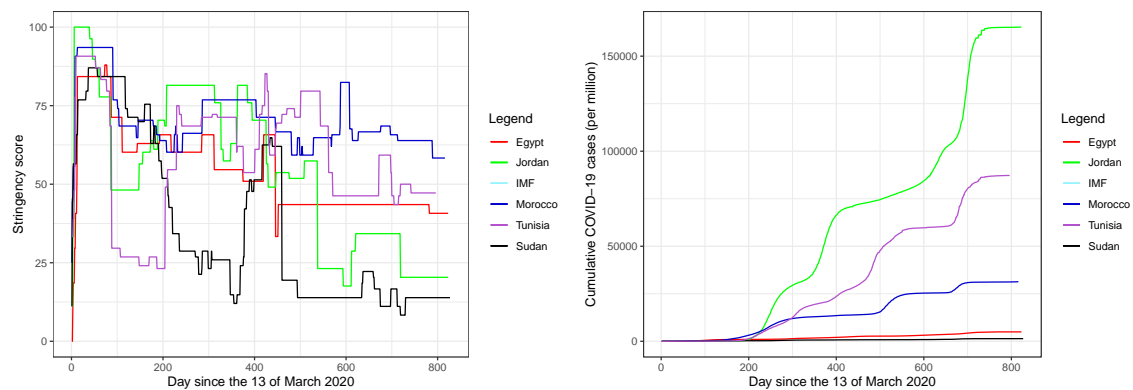 100
75
50
25
0
Stringency score
0
200
400
600
800
Day since the 13 of March 2020
Legend
Egypt
Jordan
IMF
Morocco
Tunisia
Sudan
150000
100000
50000
0
Cumulative COVID−19 cases (per million)
0
200
400
600
800
Day since the 13 of March 2020
Legend
Egypt
Jordan
IMF
Morocco
Tunisia
Sudan